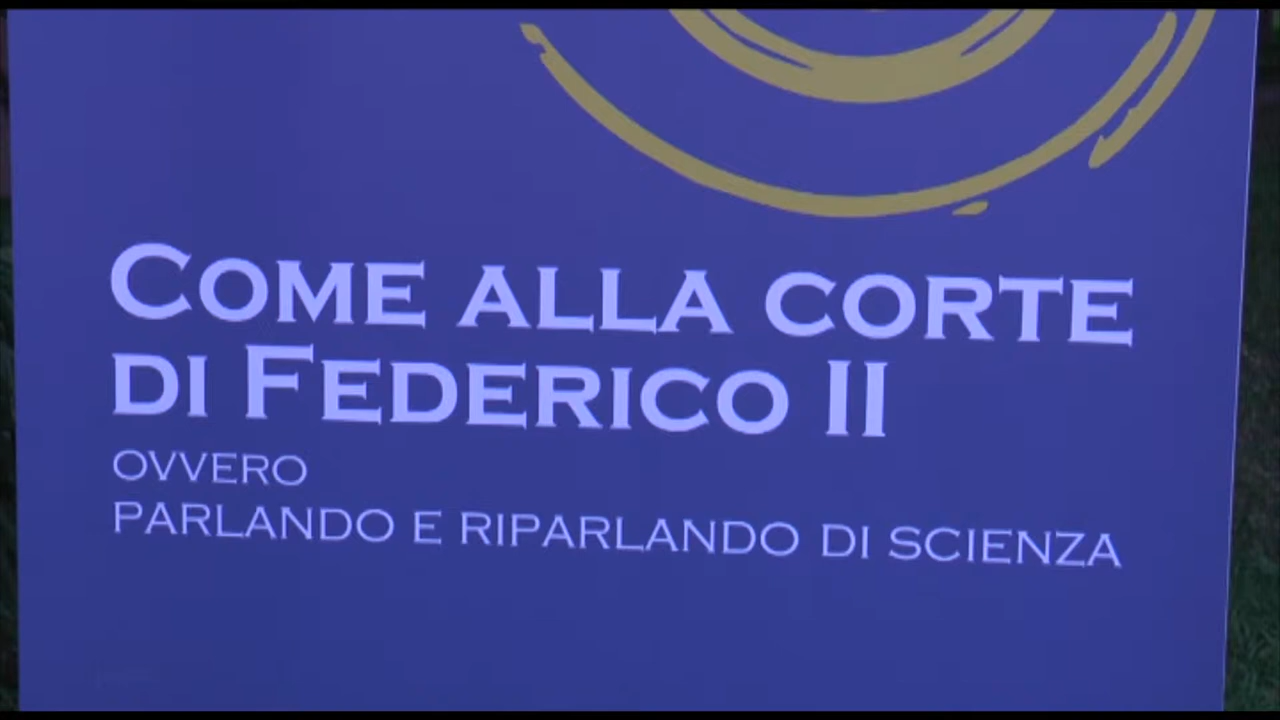 COME ALLA CORTE
DI FEDERICO II
OVVERO
PARLANDO E RIPARLANDO DI SCIENZA